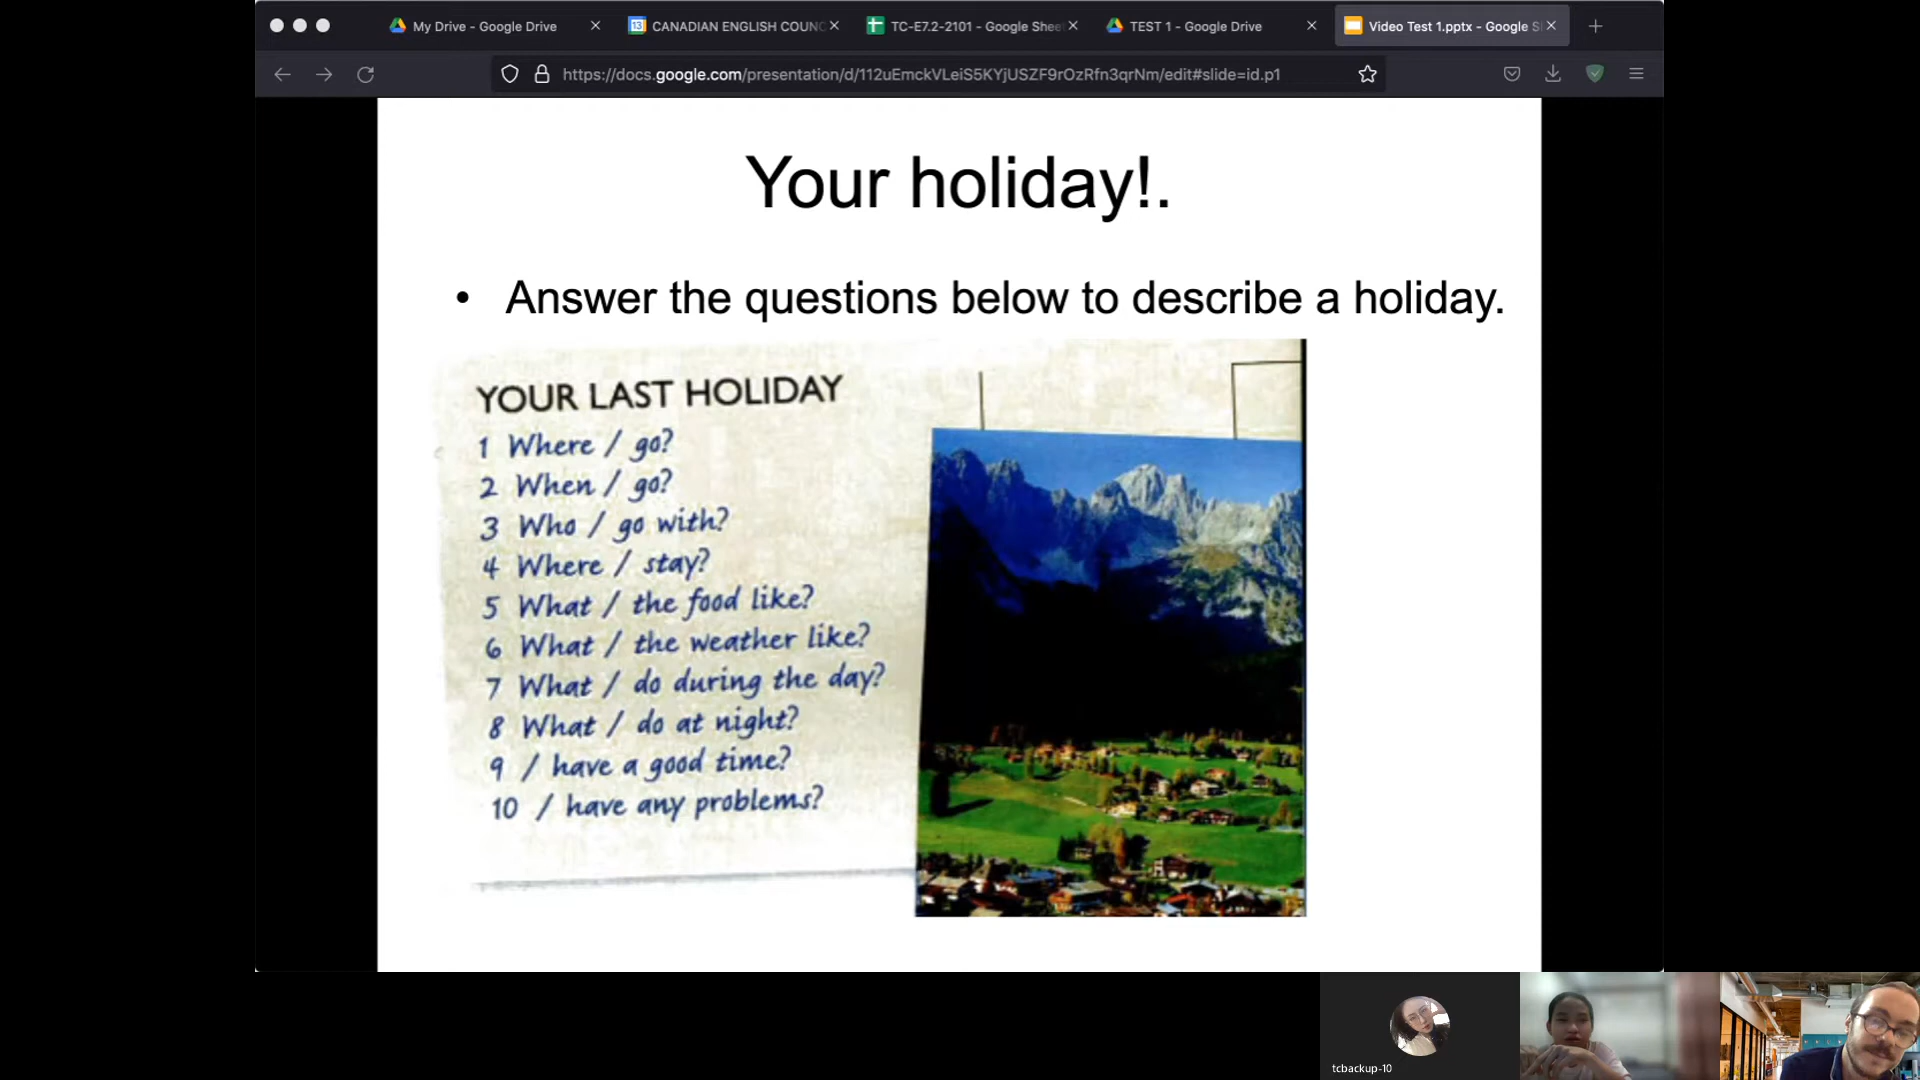 My Drive - Google Drive
CANADIAN ENGLISH COUNC
TC-E7.2-2101 - Google Shee
TEST 1 - Google Drive
Video Test 1.pptx - Google S
https://docs.google.com/presentation/d/112uEmckVLeiS5KYjUSZF9rOzRfn3qrNm/edit#slide=id.p1
Your holiday!.
• Answer the questions below to describe a holiday.
YOUR LAST HOLIDAY
1 Where / go?
2 When / go?
3 Who / go with?
4 Where / stay?
5 What / the food like?
6 What / the weather like?
7 What / do during the day?
8 What / do at night?
9 / have a good time?
10 / have any problems?
tcbackup-10